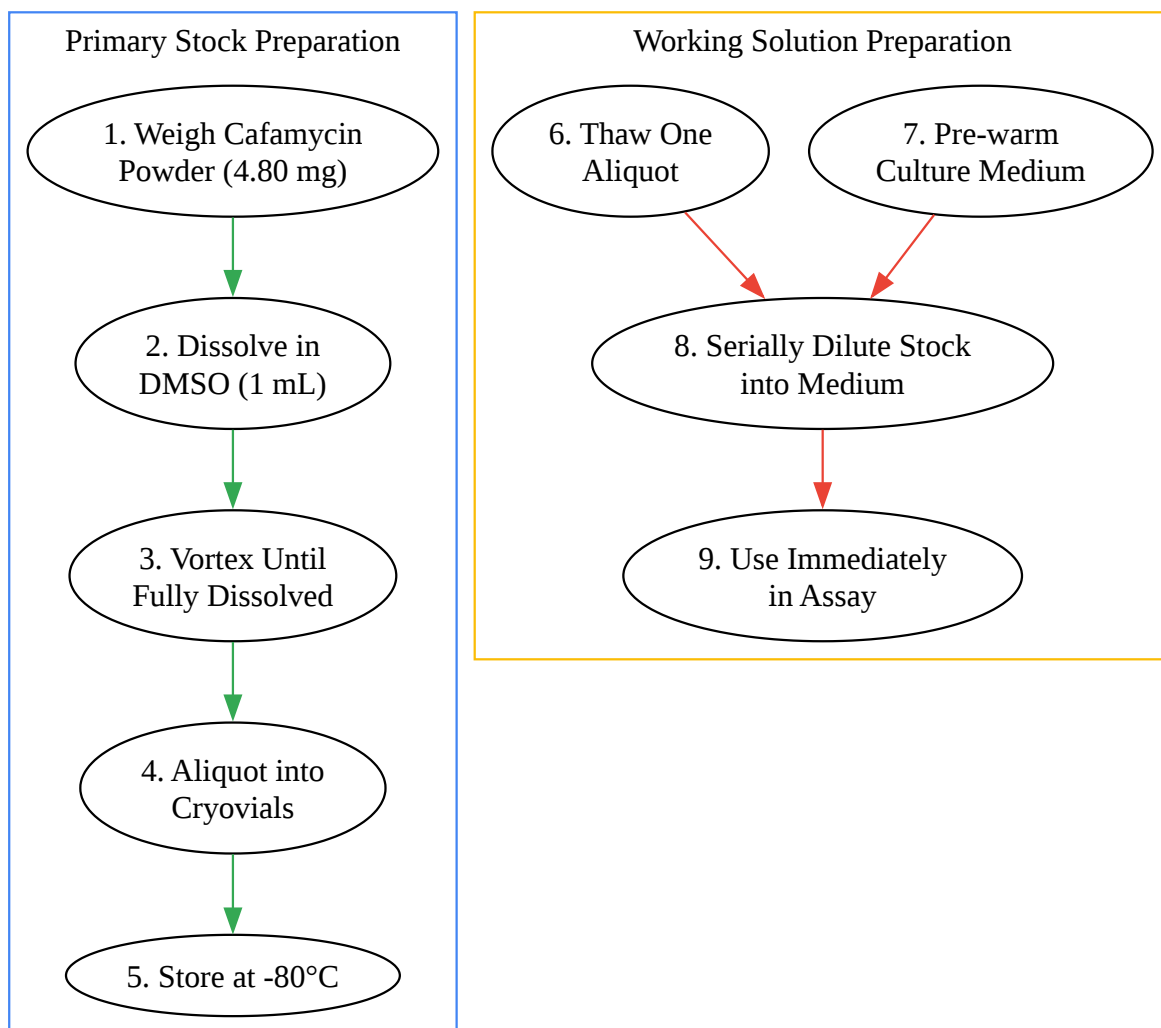 Primary Stock Preparation
1. Weigh Cafamycin
Powder (4.80 mg)
2. Dissolve in
DMSO (1 mL)
3. Vortex Until
Fully Dissolved
4. Aliquot into
Cryovials
5. Store at -80°C
Working Solution Preparation
6. Thaw One
Aliquot
7. Pre-warm
Culture Medium
8. Serially Dilute Stock
into Medium
9. Use Immediately
in Assay